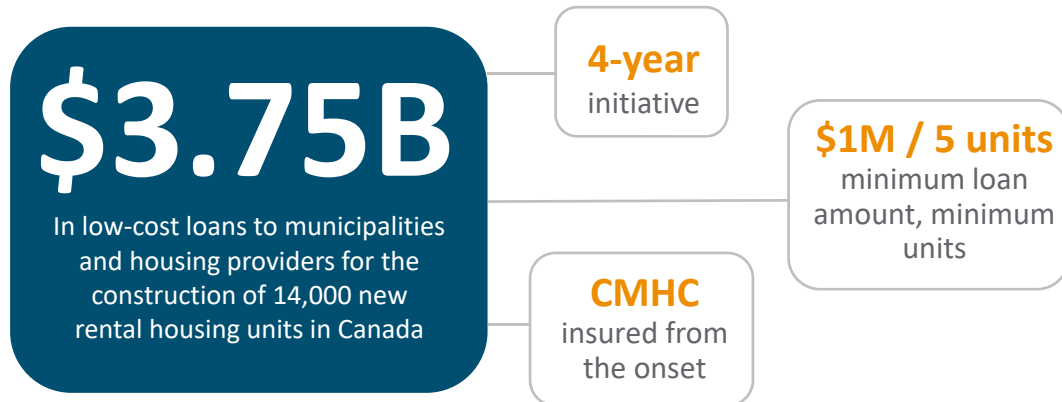 $3.75B
In low-cost loans to municipalities
and housing providers for the
construction of 14,000 new
rental housing units in Canada
4-year
initiative
$1M / 5 units
minimum loan
amount, minimum
units
CMHC
insured from
the onset